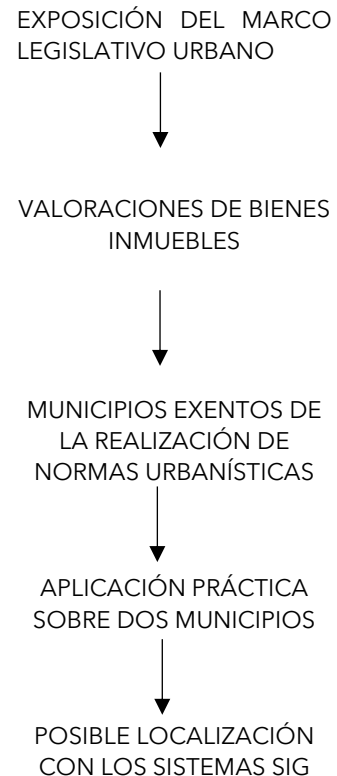 EXPOSICIÓN DEL MARCO
LEGISLATIVO URBANO
VALORACIONES DE BIENES
INMUEBLES
MUNICIPIOS EXENTOS DE
LA REALIZACIÓN DE
NORMAS URBANÍSTICAS
APLICACIÓN PRÁCTICA
SOBRE DOS MUNICIPIOS
POSIBLE LOCALIZACIÓN
CON LOS SISTEMAS SIG